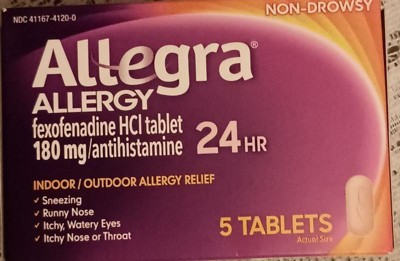 NDC 41167-4120-0
NON-DROWSY
Allegra®
ALLERGY
fexofenadine HCl tablet
180 mg/antihistamine
24 HR
INDOOR / OUTDOOR ALLERGY RELIEF
✓ Sneezing
✓ Runny Nose
✓ Itchy, Watery Eyes
✓ Itchy Nose or Throat
5 TABLETS
Actual Size